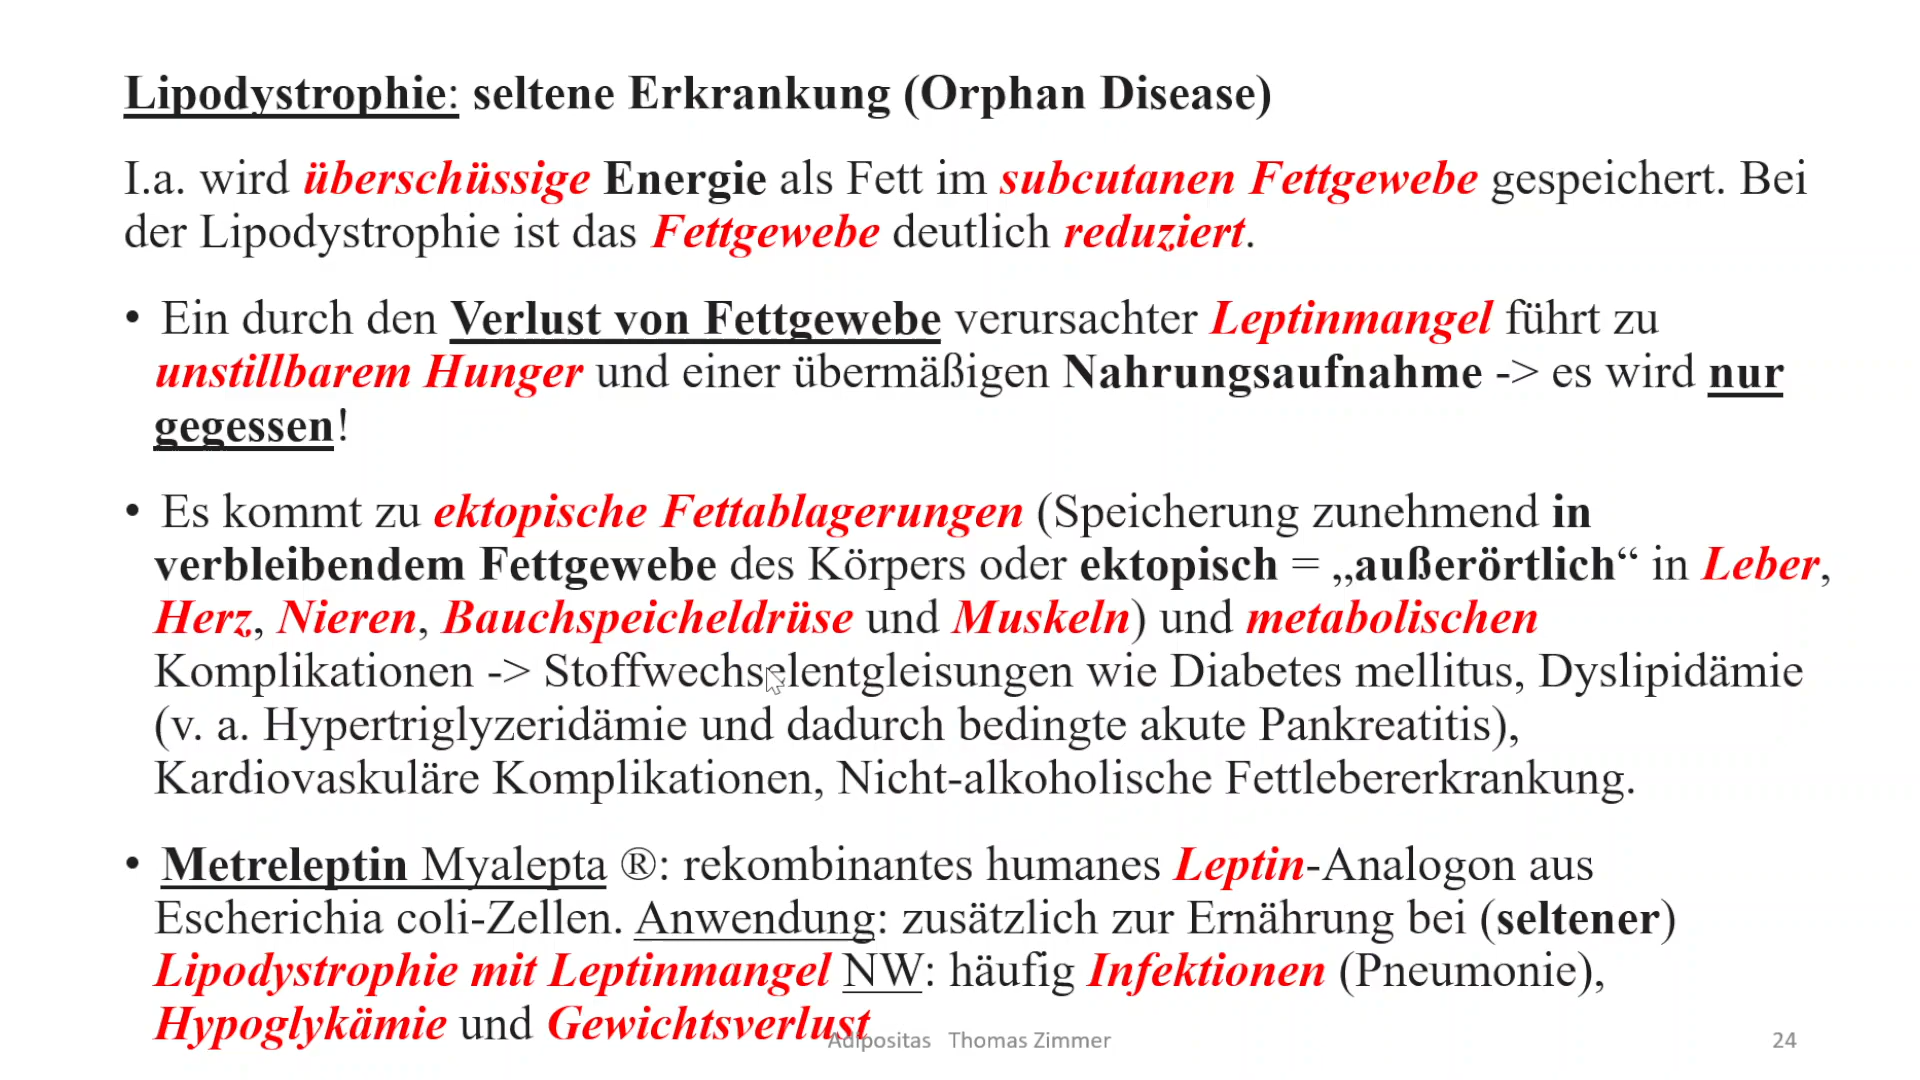 Lipodystrophie: seltene Erkrankung (Orphan Disease)
I.a. wird überschüssige Energie als Fett im subcutanen Fettgewebe gespeichert. Bei
der Lipodystrophie ist das Fettgewebe deutlich reduziert.
• Ein durch den Verlust von Fettgewebe verursachter Leptinmangel führt zu
unstillbarem Hunger und einer übermäßigen Nahrungsaufnahme -> es wird nur
gegessen!
• Es kommt zu ektopische Fettablagerungen (Speicherung zunehmend in
verbleibendem Fettgewebe des Körpers oder ektopisch = „außerörtlich“ in Leber,
Herz, Nieren, Bauchspeicheldrüse und Muskeln) und metabolischen
Komplikationen -> Stoffwechselentgleisungen wie Diabetes mellitus, Dyslipidämie
(v. a. Hypertriglyzeridämie und dadurch bedingte akute Pankreatitis),
Kardiovaskuläre Komplikationen, Nicht-alkoholische Fettlebererkrankung.
• Metreleptin Myalepta ®: rekombinantes humanes Leptin-Analogon aus
Escherichia coli-Zellen. Anwendung: zusätzlich zur Ernährung bei (seltener)
Lipodystrophie mit Leptinmangel NW: häufig Infektionen (Pneumonie),
Hypoglykämie und Gewichtsverlust
Adipositas Thomas Zimmer
24